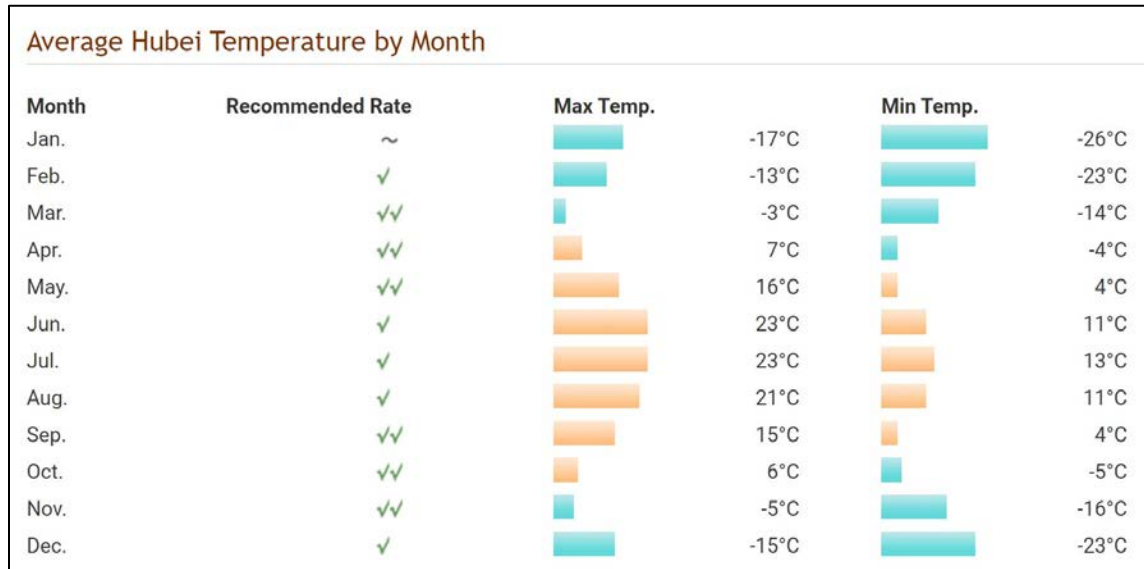 Average Hubei Temperature by Month
Month Recommended Rate Max Temp. Min Temp.
Jan. ~ -17°C -26°C
Feb. √ -13°C -23°C
Mar. √√ -3°C -14°C
Apr. √√ 7°C -4°C
May. √√ 16°C 4°C
Jun. √ 23°C 11°C
Jul. √ 23°C 13°C
Aug. √ 21°C 11°C
Sep. √√ 15°C 4°C
Oct. √√ 6°C -5°C
Nov. √√ -5°C -16°C
Dec. √ -15°C -23°C